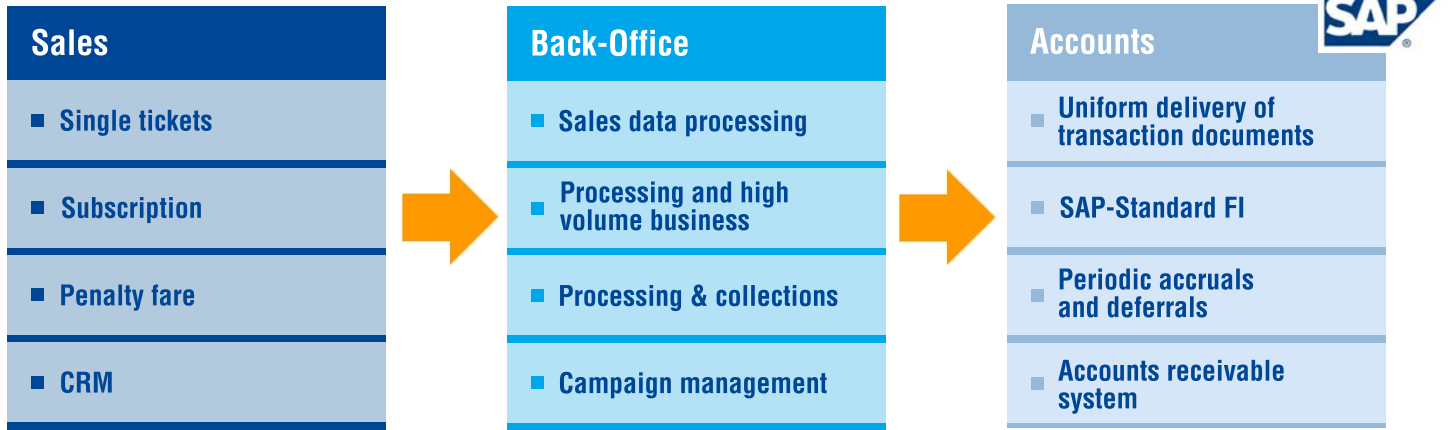 Sales
Single tickets
Subscription
Penalty fare
CRM
Back-Office
Sales data processing
Processing and high
volume business
Processing & collections
Campaign management
SAP
®
Accounts
Uniform delivery of
transaction documents
SAP-Standard FI
Periodic accruals
and deferrals
Accounts receivable
system